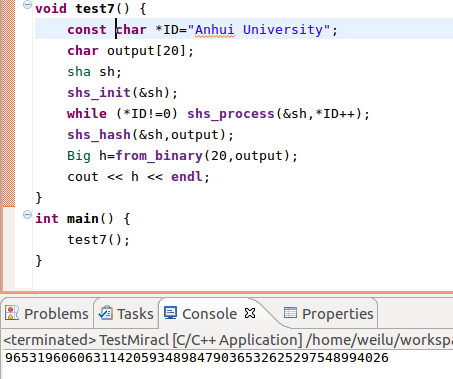 void test7() {
const char *ID="Anhui University";
char output[20];
sha sh;
shs_init(&sh);
while (*ID!=0) shs_process(&sh,*ID++);
shs_hash(&sh,output);
Big h=from_binary(20,output);
cout << h << endl;
}
int main() {
test7();
}
Problems Tasks Console Properties
<terminated> TestMiracl [C/C++ Application] /home/weilu/workspa
965319606063114205934898479036532625297548994026